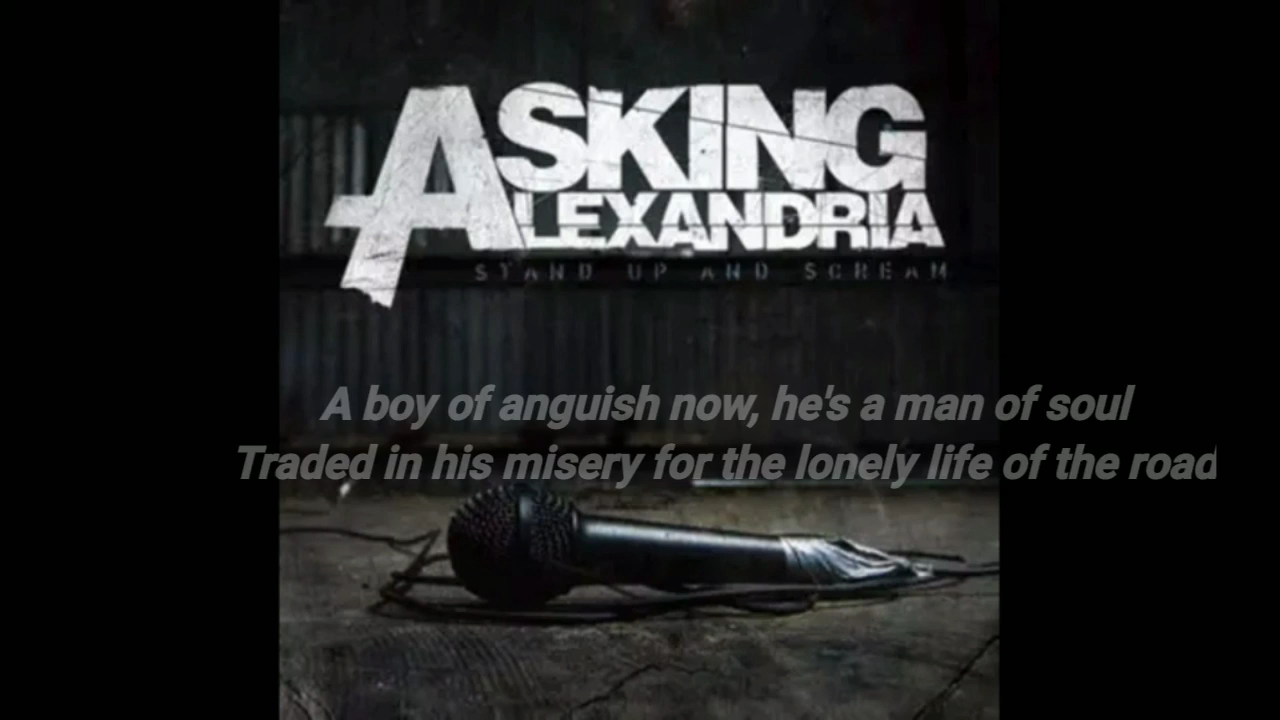 ASKING
ALEXANDRIA
STAND UP AND SCREAM
A boy of anguish now, he's a man of soul
Traded in his misery for the lonely life of the road